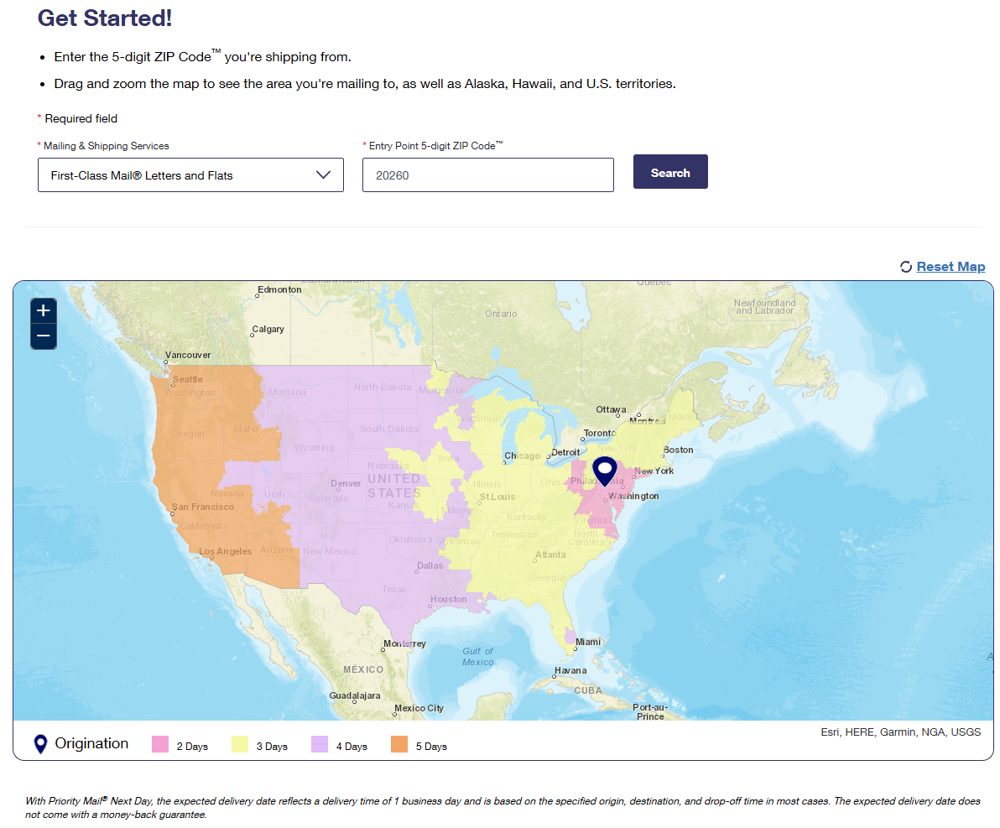 Get Started!
• Enter the 5-digit ZIP Code™ you're shipping from.
• Drag and zoom the map to see the area you're mailing to, as well as Alaska, Hawaii, and U.S. territories.
* Required field
* Mailing & Shipping Services
* Entry Point 5-digit ZIP Code™
First-Class Mail® Letters and Flats
20260
Search
Reset Map
+
−
Edmonton
Saskatchewan
Quebec
Newfoundland
and Labrador
Ontario
Calgary
Vancouver
Seattle
Washington
Montana
North Dakota
Minnesota
Ottawa
Montreal
Maine
Oregon
Idaho
South Dakota
Wisconsin
Toronto
Wyoming
New York
Boston
Chicago
Detroit
Nebraska
Iowa
New York
UNITED
STATES
Denver
Illinois
Ohio
Philadelphia
Nevada
Utah
Colorado
Kansas
St Louis
Washington
San Francisco
Missouri
Kentucky
Virginia
California
Oklahoma
Arkansas
Tennessee
North
Carolina
Los Angeles
Arizona
New Mexico
Atlanta
Dallas
Georgia
Texas
Houston
Monterrey
Miami
Gulf of
Mexico
MÉXICO
Havana
CUBA
Guadalajara
Mexico City
Port-au-
Prince
A
Esri, HERE, Garmin, NGA, USGS
Origination
2 Days
3 Days
4 Days
5 Days
With Priority Mail® Next Day, the expected delivery date reflects a delivery time of 1 business day and is based on the specified origin, destination, and drop-off time in most cases. The expected delivery date does
not come with a money-back guarantee.